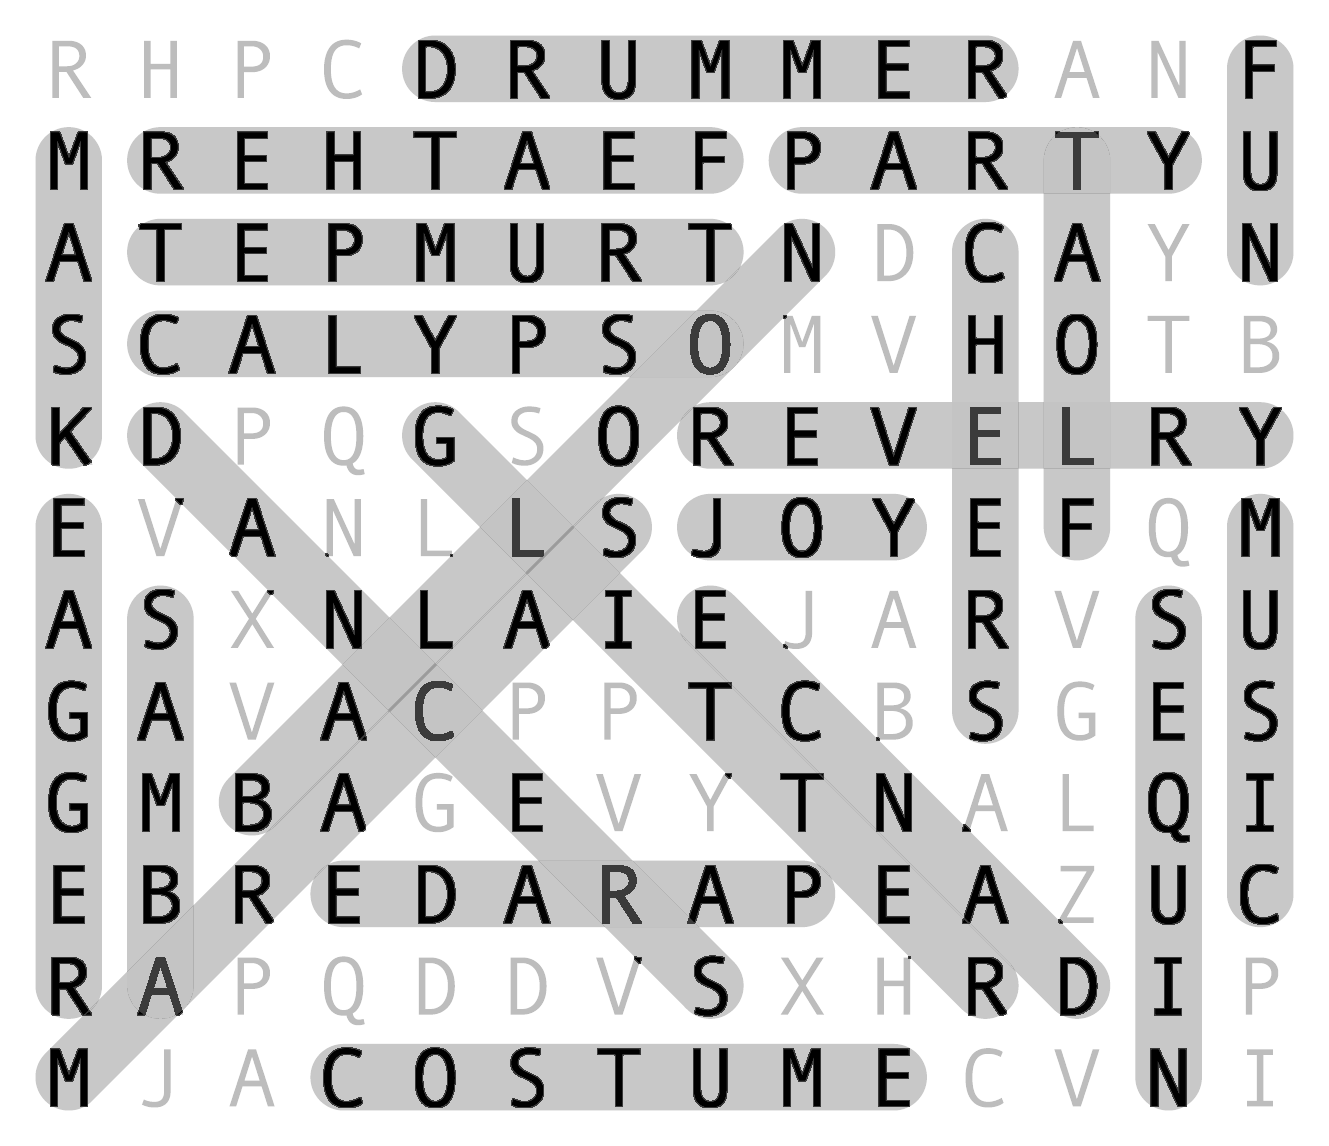 R H P C D R U M M E R A N F
M R E H T A E F P A R T Y U
A T E P M U R T N D C A Y N
S C A L Y P S O M V H O T B
K D P Q G S O R E V E L R Y
E V A N L L S J O Y E F Q M
A S X N L A I E J A R V S U
G A V A C P P T C B S G E S
G M B A G E V Y T N A L Q I
E B R E D A R A P E A Z U C
R A P Q D D V S X H R D I P
M J A C O S T U M E C V N I